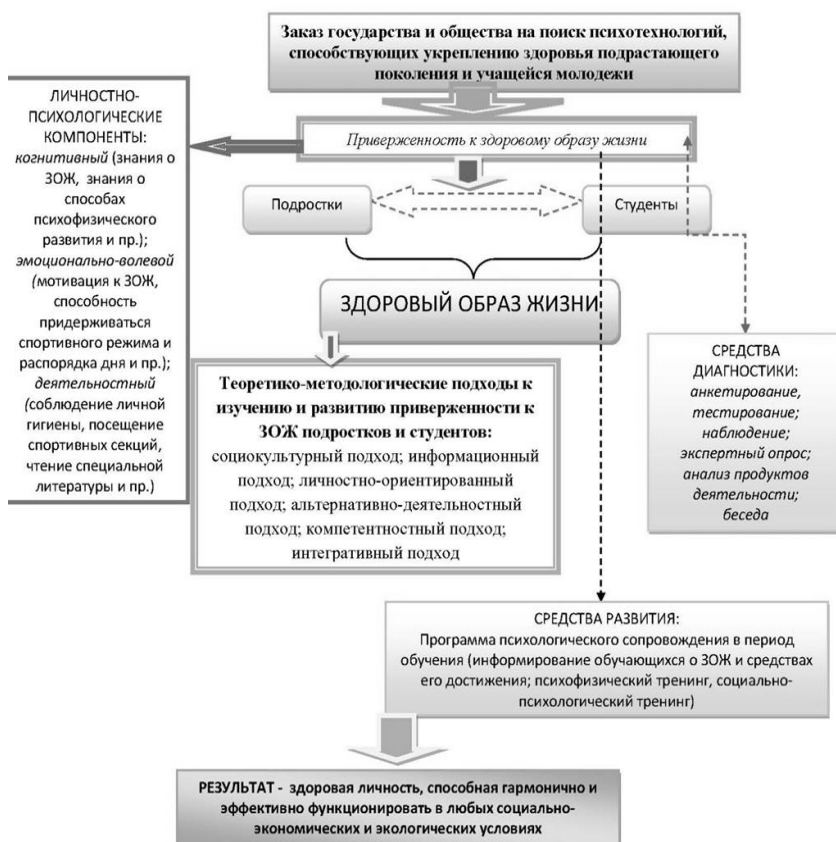 Заказ государства и общества на поиск психотехнологий,
способствующих укреплению здоровья подрастающего
поколения и учащейся молодежи
ЛИЧНОСТНО-
ПСИХОЛОГИЧЕСКИЕ
КОМПОНЕНТЫ:
когнитивный (знания о
ЗОЖ, знания о
способах
психофизического
развития и пр.);
эмоционально-волевой
(мотивация к ЗОЖ,
способность
придерживаться
спортивного режима и
распорядка дня и пр.);
деятельностный
(соблюдение личной
гигиены, посещение
спортивных секций,
чтение специальной
литературы и пр.)
Приверженность к здоровому образу жизни
Подростки
Студенты
ЗДОРОВЫЙ ОБРАЗ ЖИЗНИ
Теоретико-методологические подходы к
изучению и развитию приверженности к
ЗОЖ подростков и студентов:
социокультурный подход; информационный
подход; личностно-ориентированный
подход; альтернативно-деятельностный
подход; компетентностный подход;
интегративный подход
СРЕДСТВА
ДИАГНОСТИКИ:
анкетирование,
тестирование;
наблюдение;
экспертный опрос;
анализ продуктов
деятельности;
беседа
СРЕДСТВА РАЗВИТИЯ:
Программа психологического сопровождения в период
обучения (информирование обучающихся о ЗОЖ и средствах
его достижения; психофизический тренинг, социально-
психологический тренинг)
РЕЗУЛЬТАТ - здоровая личность, способная гармонично и
эффективно функционировать в любых социально-
экономических и экологических условиях